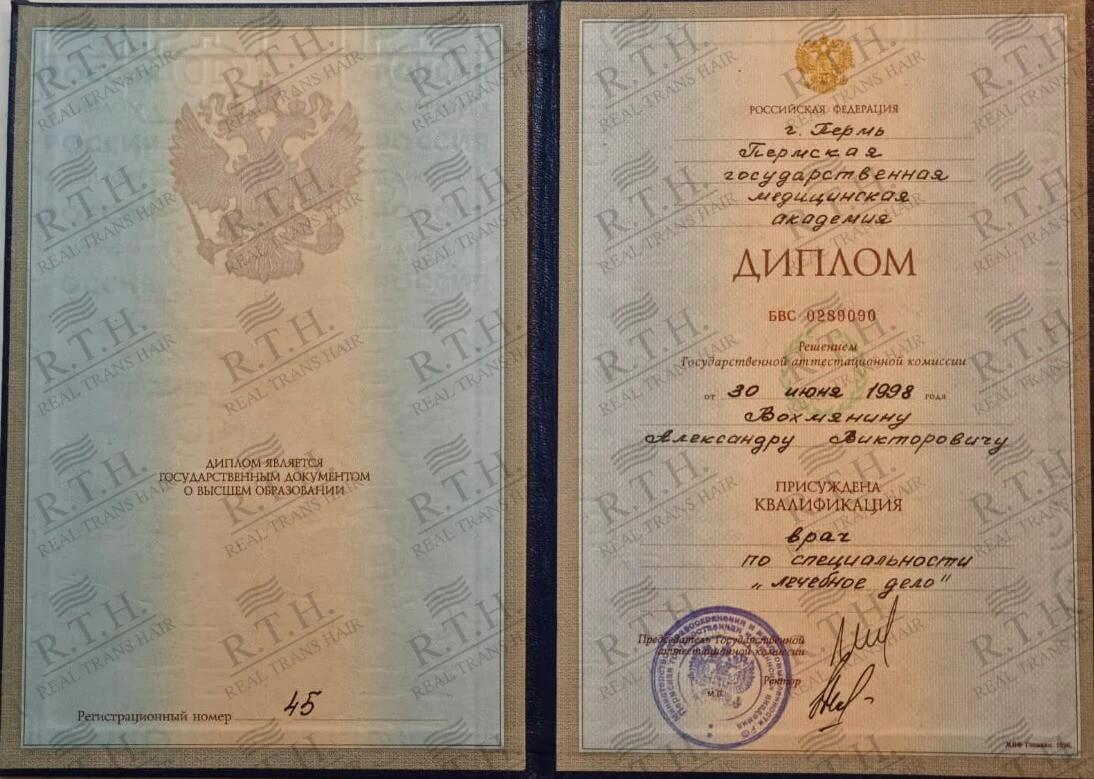 ДИПЛОМ ЯВЛЯЕТСЯ
ГОСУДАРСТВЕННЫМ ДОКУМЕНТОМ
О ВЫСШЕМ ОБРАЗОВАНИИ
Регистрационный номер 45
РОССИЙСКАЯ ФЕДЕРАЦИЯ
г. Пермь
Пермская
государственная
медицинская
академия
ДИПЛОМ
БВС 0289090
Решением
Государственной аттестационной комиссии
от 30 июня 1998 года
Вохмянину
Александру Викторовичу
ПРИСУЖДЕНА
КВАЛИФИКАЦИЯ
врач
по специальности
„лечебное дело"
Председатель Государственной
аттестационной комиссии
Ректор
М.П.
R.T.H.
REAL TRANS HAIR